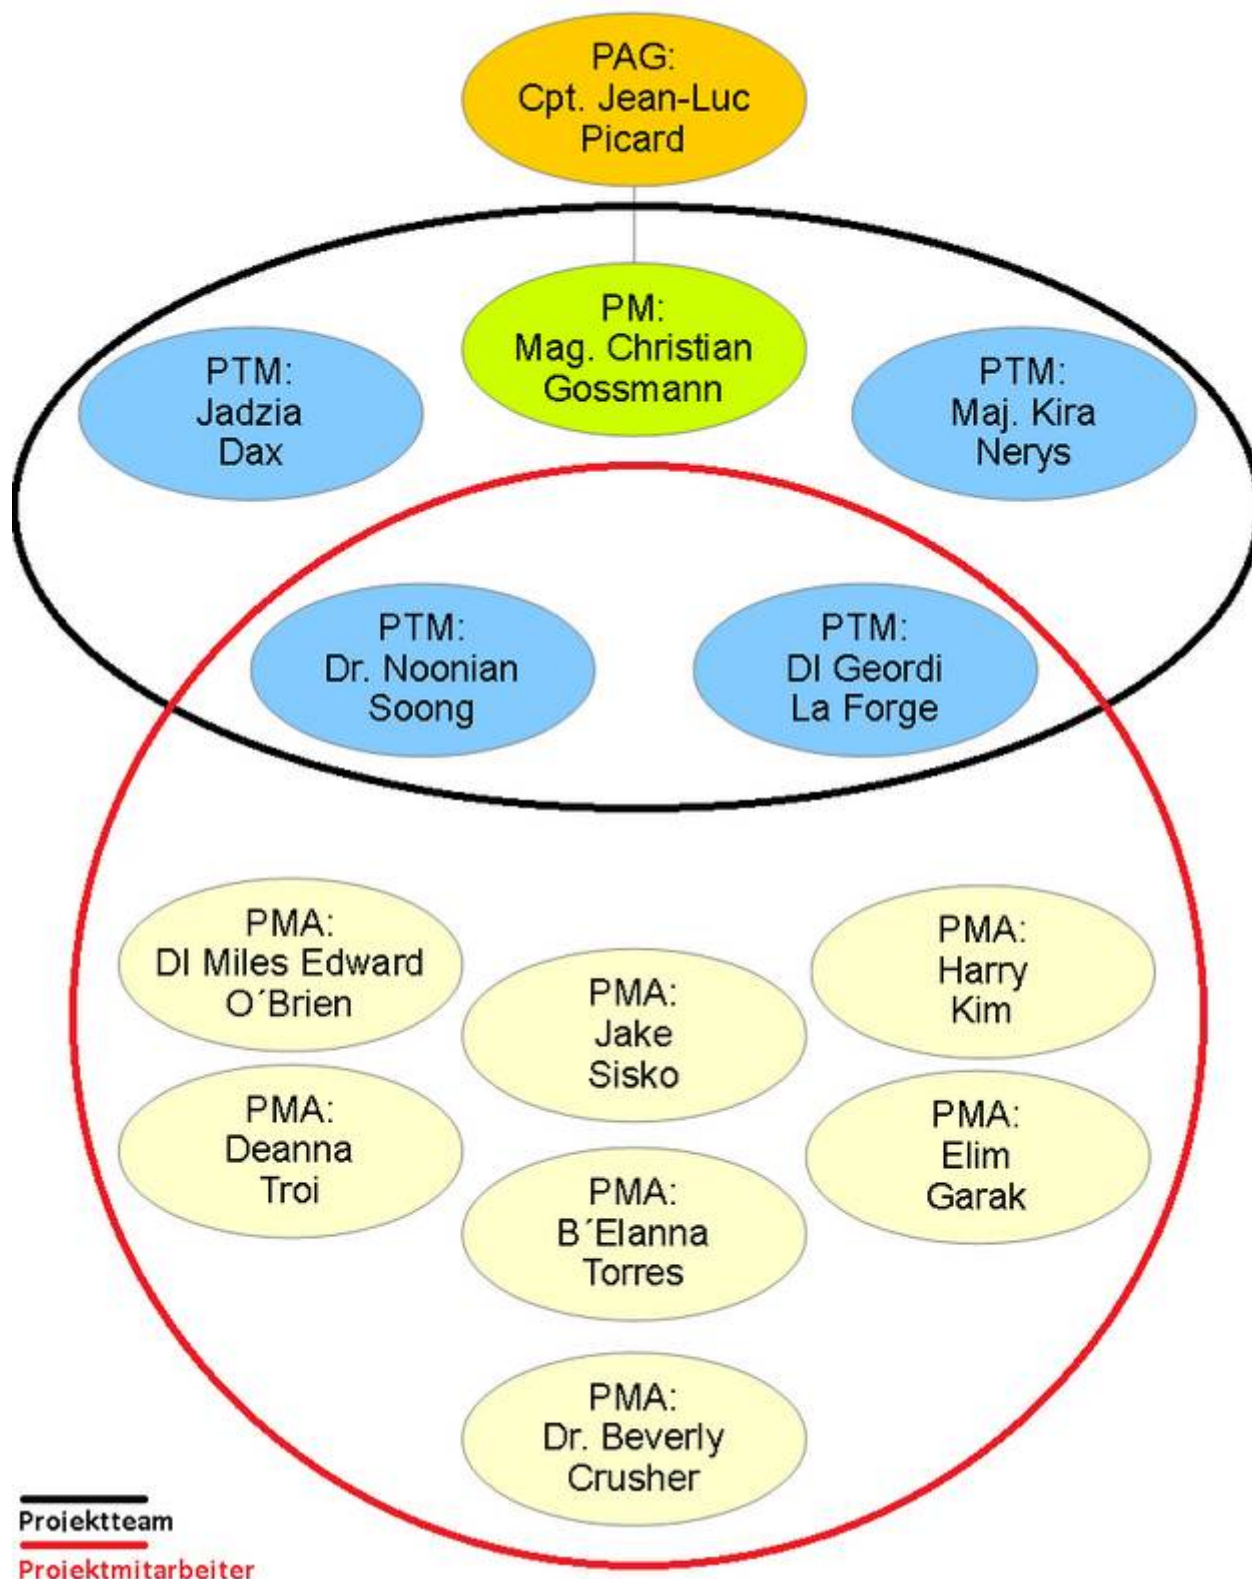 PAG:
Cpt. Jean-Luc
Picard
PM:
Mag. Christian
Gossmann
PTM:
Jadzia
Dax
PTM:
Maj. Kira
Nerys
PTM:
Dr. Noonian
Soong
PTM:
DI Geordi
La Forge
PMA:
DI Miles Edward
O´Brien
PMA:
Jake
Sisko
PMA:
Harry
Kim
PMA:
Deanna
Troi
PMA:
B´Elanna
Torres
PMA:
Elim
Garak
PMA:
Dr. Beverly
Crusher
Projektteam
Projektmitarbeiter